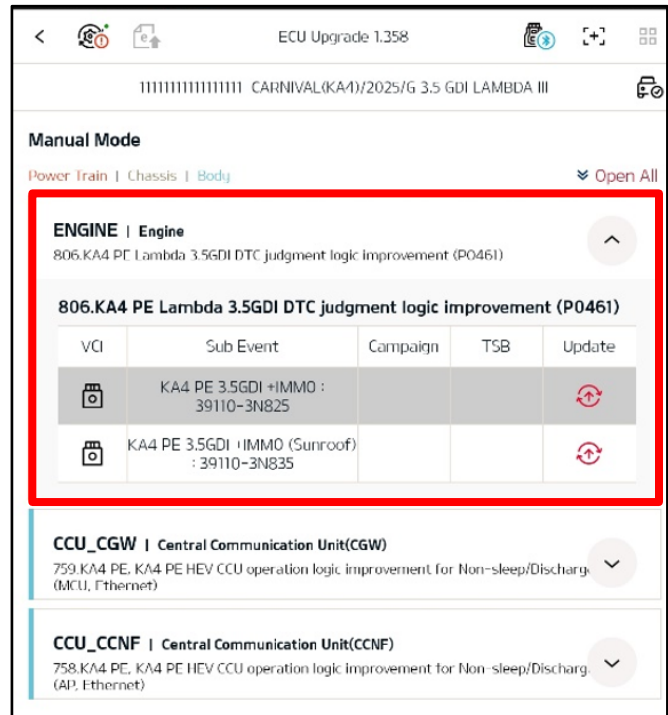 ECU Upgrade 1.358
11111111111111111 CARNIVAL(KA4)/2025/G 3.5 GDI LAMBDA III
Manual Mode
Power Train | Chassis | Body
Open All
ENGINE | Engine
806.KA4 PE Lambda 3.5GDI DTC judgment logic improvement (P0461)
806.KA4 PE Lambda 3.5GDI DTC judgment logic improvement (P0461)
VCI Sub Event Campaign TSB Update
KA4 PE 3.5GDI +IMMO :
39110-3N825
KA4 PE 3.5GDI +IMMO (Sunroof)
: 39110-3N835
CCU_CGW | Central Communication Unit(CGW)
759.KA4 PE, KA4 PE HEV CCU operation logic improvement for Non-sleep/Discharg
(MCU, Ethernet)
CCU_CCNF | Central Communication Unit(CCNF)
758.KA4 PE, KA4 PE HEV CCU operation logic improvement for Non-sleep/Discharg
(AP, Ethernet)